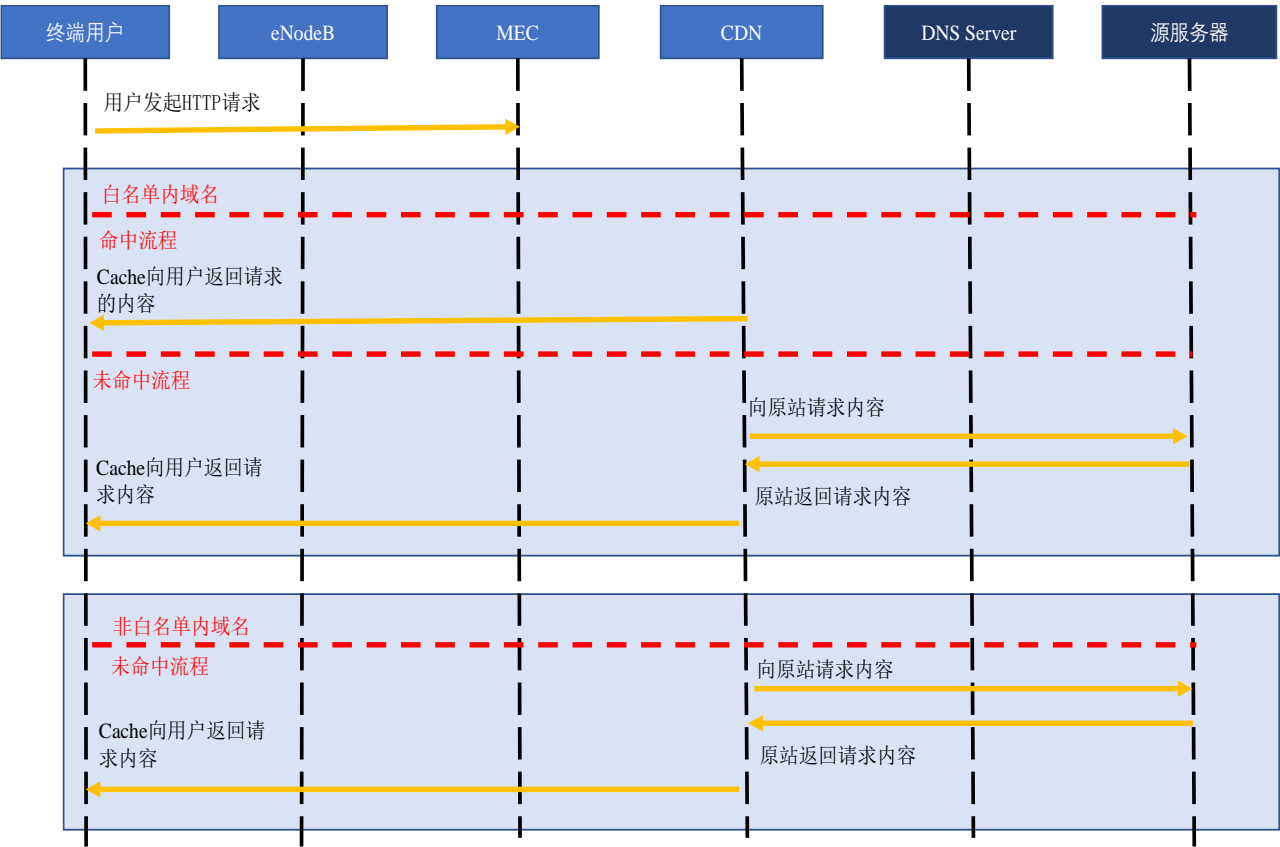 终端用户
eNodeB
MEC
CDN
DNS Server
源服务器
用户发起HTTP请求
白名单内域名
命中流程
Cache向用户返回请求
的内容
未命中流程
向原站请求内容
Cache向用户返回请
求内容
原站返回请求内容
非白名单内域名
未命中流程
向原站请求内容
Cache向用户返回请
求内容
原站返回请求内容